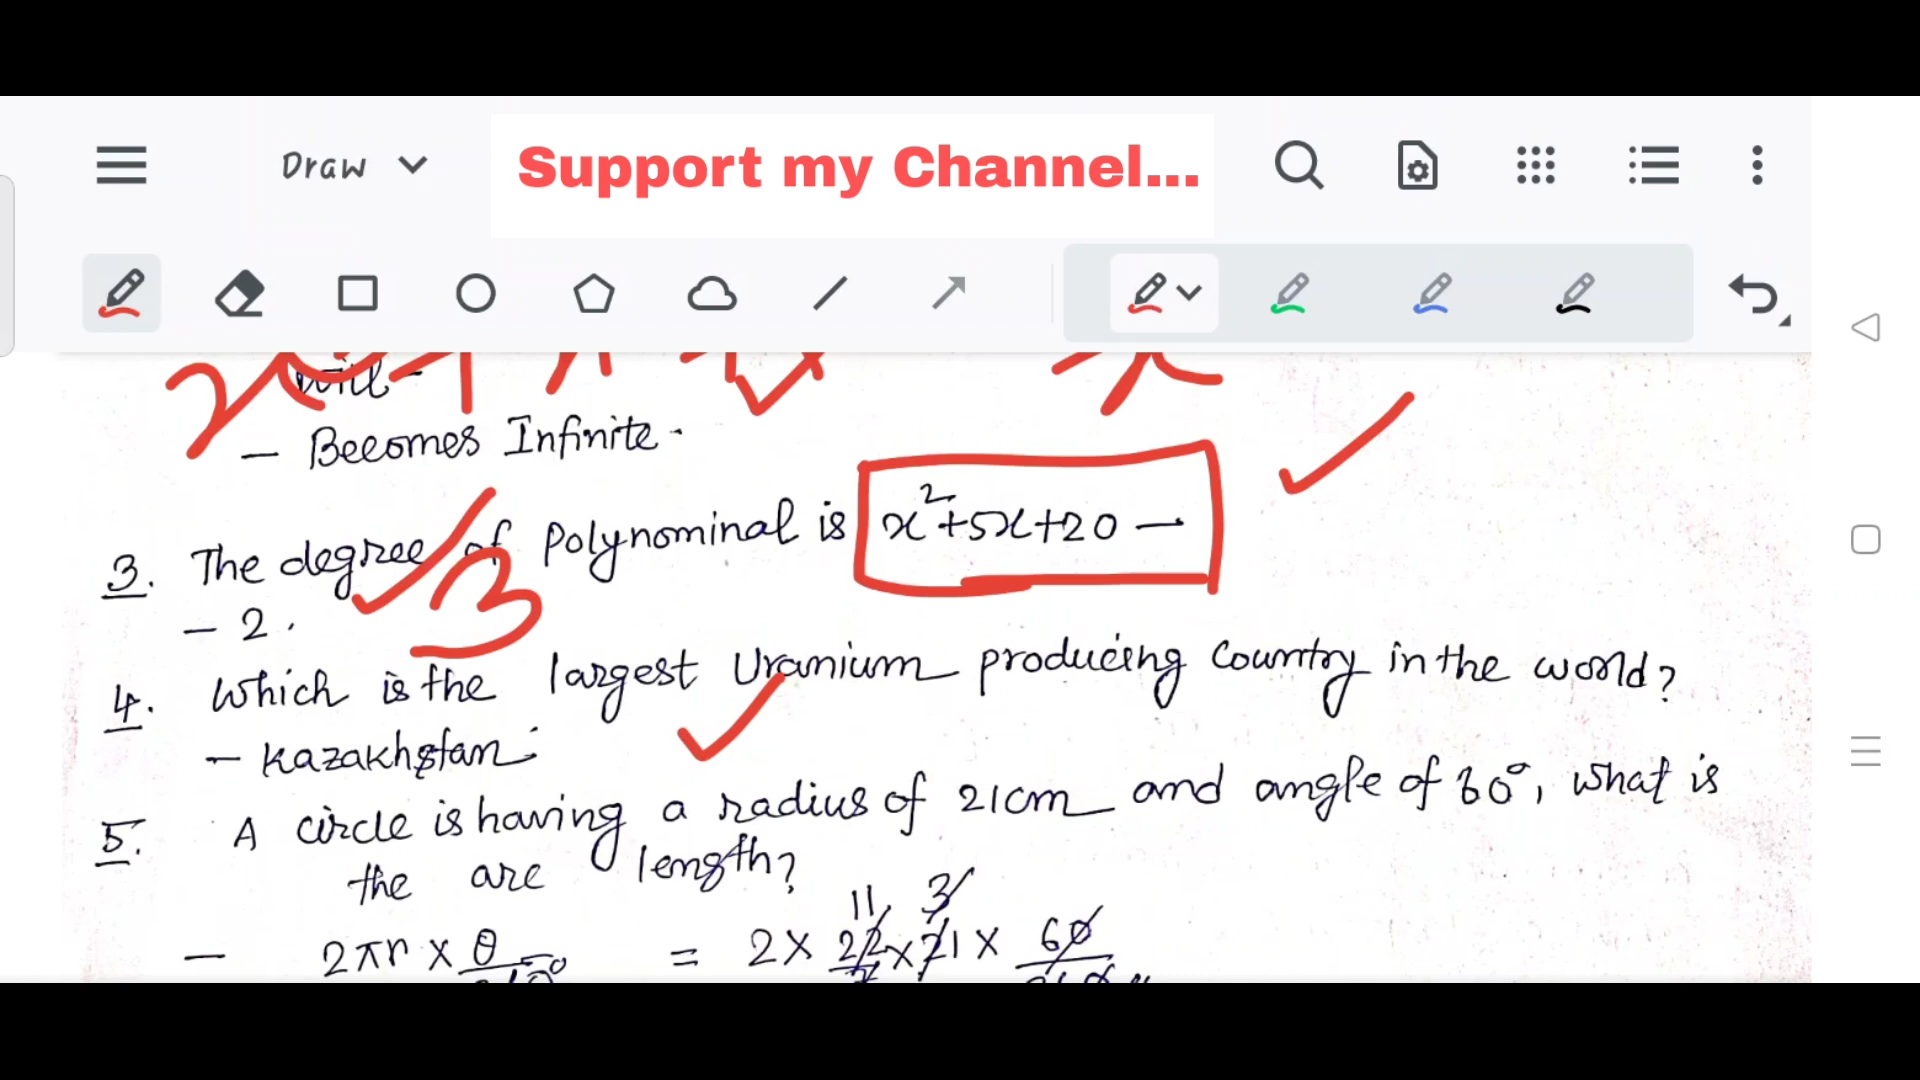 Draw
Support my Channel...
will-
- Becomes Infinite.
3. The degree of Polynominal is x²+5x+20 —
- 2.
3
4. Which is the largest Uranium producing Country in the world?
- Kazakhstan:
5. A circle is having a radius of 21cm and angle of 60°, what is
the arc length?
11 3
- 2πr × θ = 2 × 22 × 21 × 60